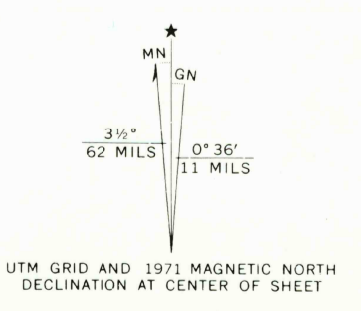 MN
GN
3½°
62 MILS
0° 36′
11 MILS
UTM GRID AND 1971 MAGNETIC NORTH
DECLINATION AT CENTER OF SHEET